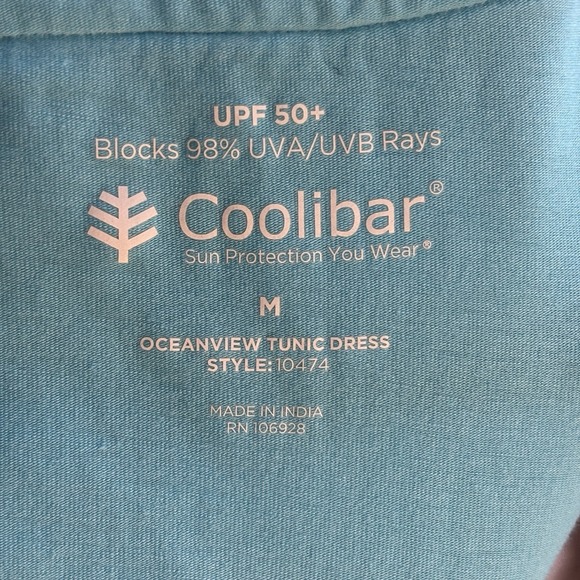 UPF 50+
Blocks 98% UVA/UVB Rays
Coolibar®
Sun Protection You Wear®
M
OCEANVIEW TUNIC DRESS
STYLE: 10474
MADE IN INDIA
RN 106928